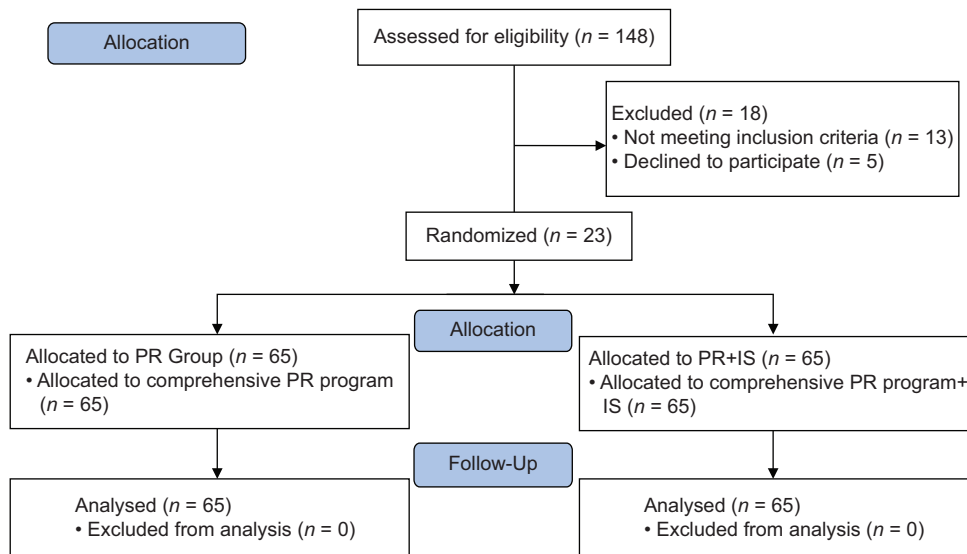 Allocation
Assessed for eligibility (n = 148)
Excluded (n = 18)
• Not meeting inclusion criteria (n = 13)
• Declined to participate (n = 5)
Randomized (n = 23)
Allocation
Allocated to PR Group (n = 65)
• Allocated to comprehensive PR program
(n = 65)
Allocated to PR+IS (n = 65)
• Allocated to comprehensive PR program+
IS (n = 65)
Follow-Up
Analysed (n = 65)
• Excluded from analysis (n = 0)
Analysed (n = 65)
• Excluded from analysis (n = 0)